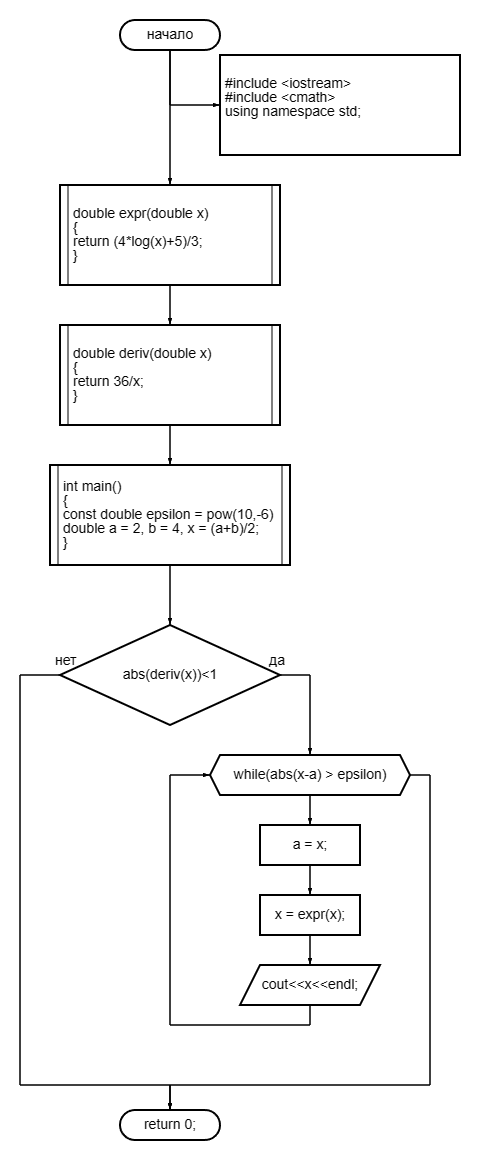 начало
#include <iostream>
#include <cmath>
using namespace std;
double expr(double x)
{
return (4*log(x)+5)/3;
}
double deriv(double x)
{
return 36/x;
}
int main()
{
const double epsilon = pow(10,-6)
double a = 2, b = 4, x = (a+b)/2;
}
нет
да
abs(deriv(x))<1
while(abs(x-a) > epsilon)
a = x;
x = expr(x);
cout<<x<<endl;
return 0;